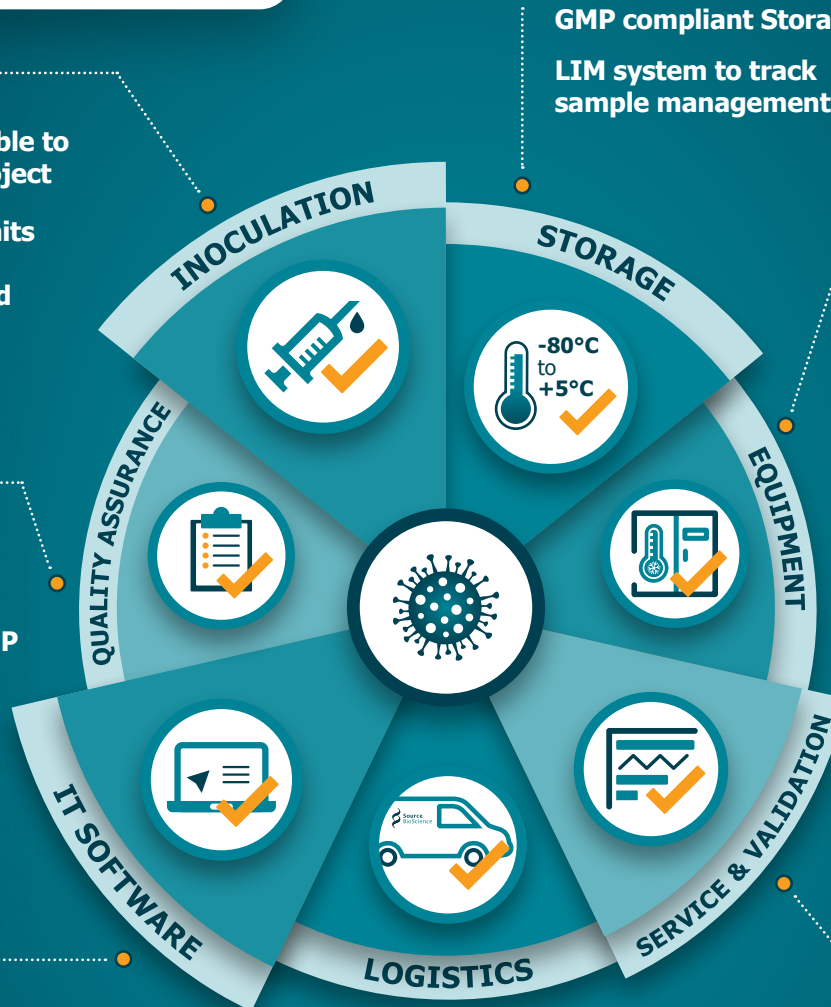 GMP compliant Stora
LIM system to track
sample management
ble to
ject
its
d
P
INOCULATION
STORAGE
-80°C
to
+5°C
EQUIPMENT
QUALITY ASSURANCE
SERVICE & VALIDATION
IT SOFTWARE
Source
BioScience
LOGISTICS